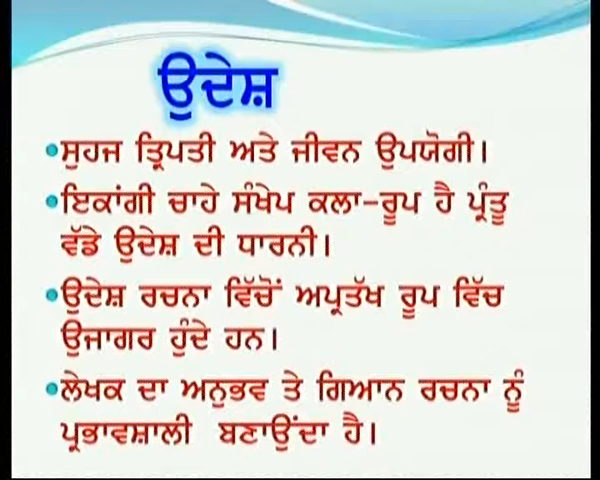 ਉਦੇਸ਼
•ਸੁਹਜ ਤ੍ਰਿਪਤੀ ਅਤੇ ਜੀਵਨ ਉਪਯੋਗੀ।
•ਇਕਾਂਗੀ ਚਾਹੇ ਸੰਖੇਪ ਕਲਾ-ਰੂਪ ਹੈ ਪ੍ਰੰਤੂ
ਵੱਡੇ ਉਦੇਸ਼ ਦੀ ਧਾਰਨੀ।
•ਉਦੇਸ਼ ਰਚਨਾ ਵਿੱਚੋਂ ਅਪ੍ਰਤੱਖ ਰੂਪ ਵਿੱਚ
ਉਜਾਗਰ ਹੁੰਦੇ ਹਨ।
•ਲੇਖਕ ਦਾ ਅਨੁਭਵ ਤੇ ਗਿਆਨ ਰਚਨਾ ਨੂੰ
ਪ੍ਰਭਾਵਸ਼ਾਲੀ ਬਣਾਉਂਦਾ ਹੈ।